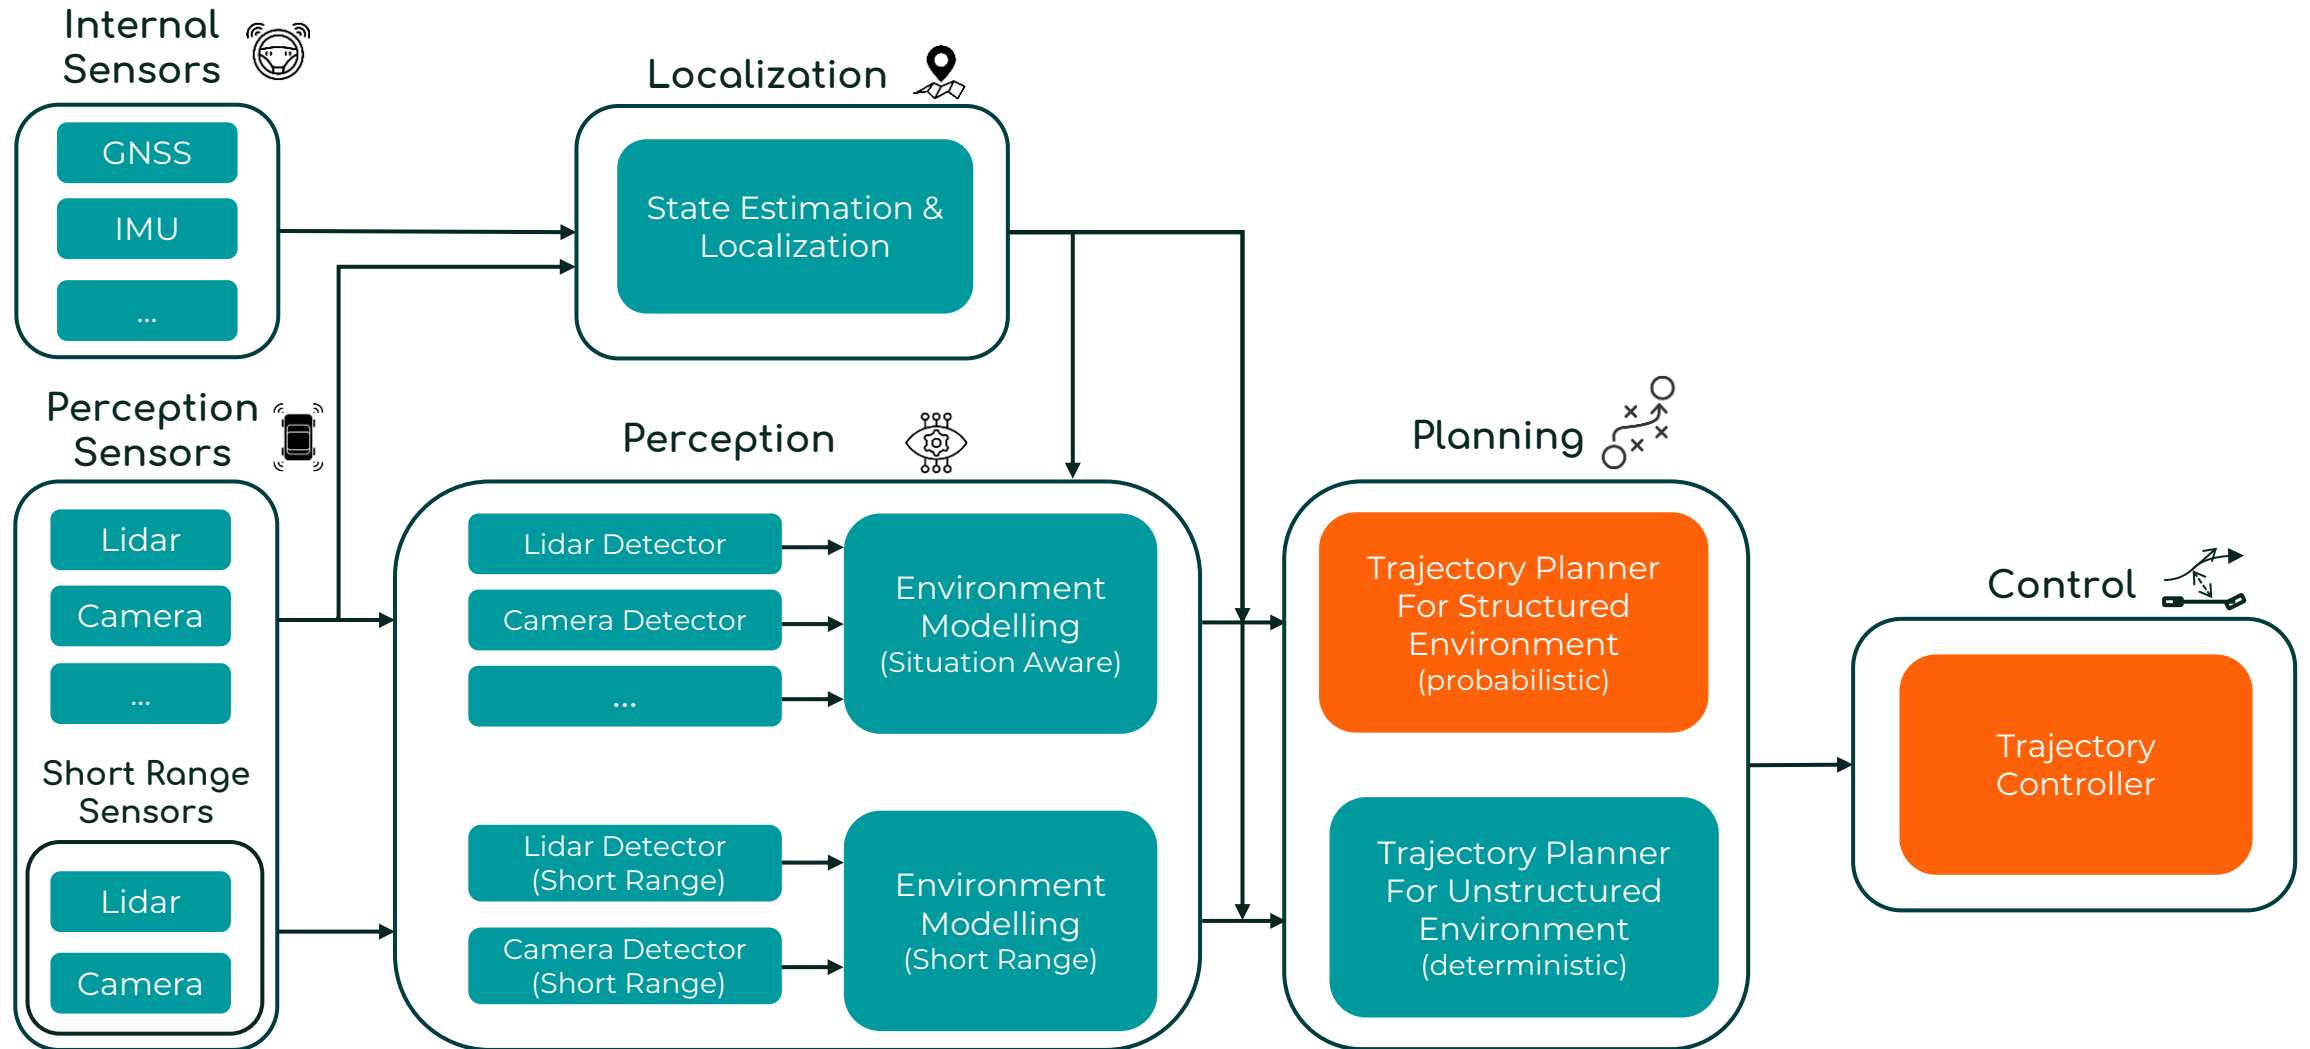 Internal
Sensors
GNSS
IMU
...
Localization
State Estimation &
Localization
Perception
Sensors
Lidar
Camera
...
Short Range
Sensors
Lidar
Camera
Perception
Lidar Detector
Camera Detector
...
Environment
Modelling
(Situation Aware)
Lidar Detector
(Short Range)
Camera Detector
(Short Range)
Environment
Modelling
(Short Range)
Planning
Trajectory Planner
For Structured
Environment
(probabilistic)
Trajectory Planner
For Unstructured
Environment
(deterministic)
Control
Trajectory
Controller